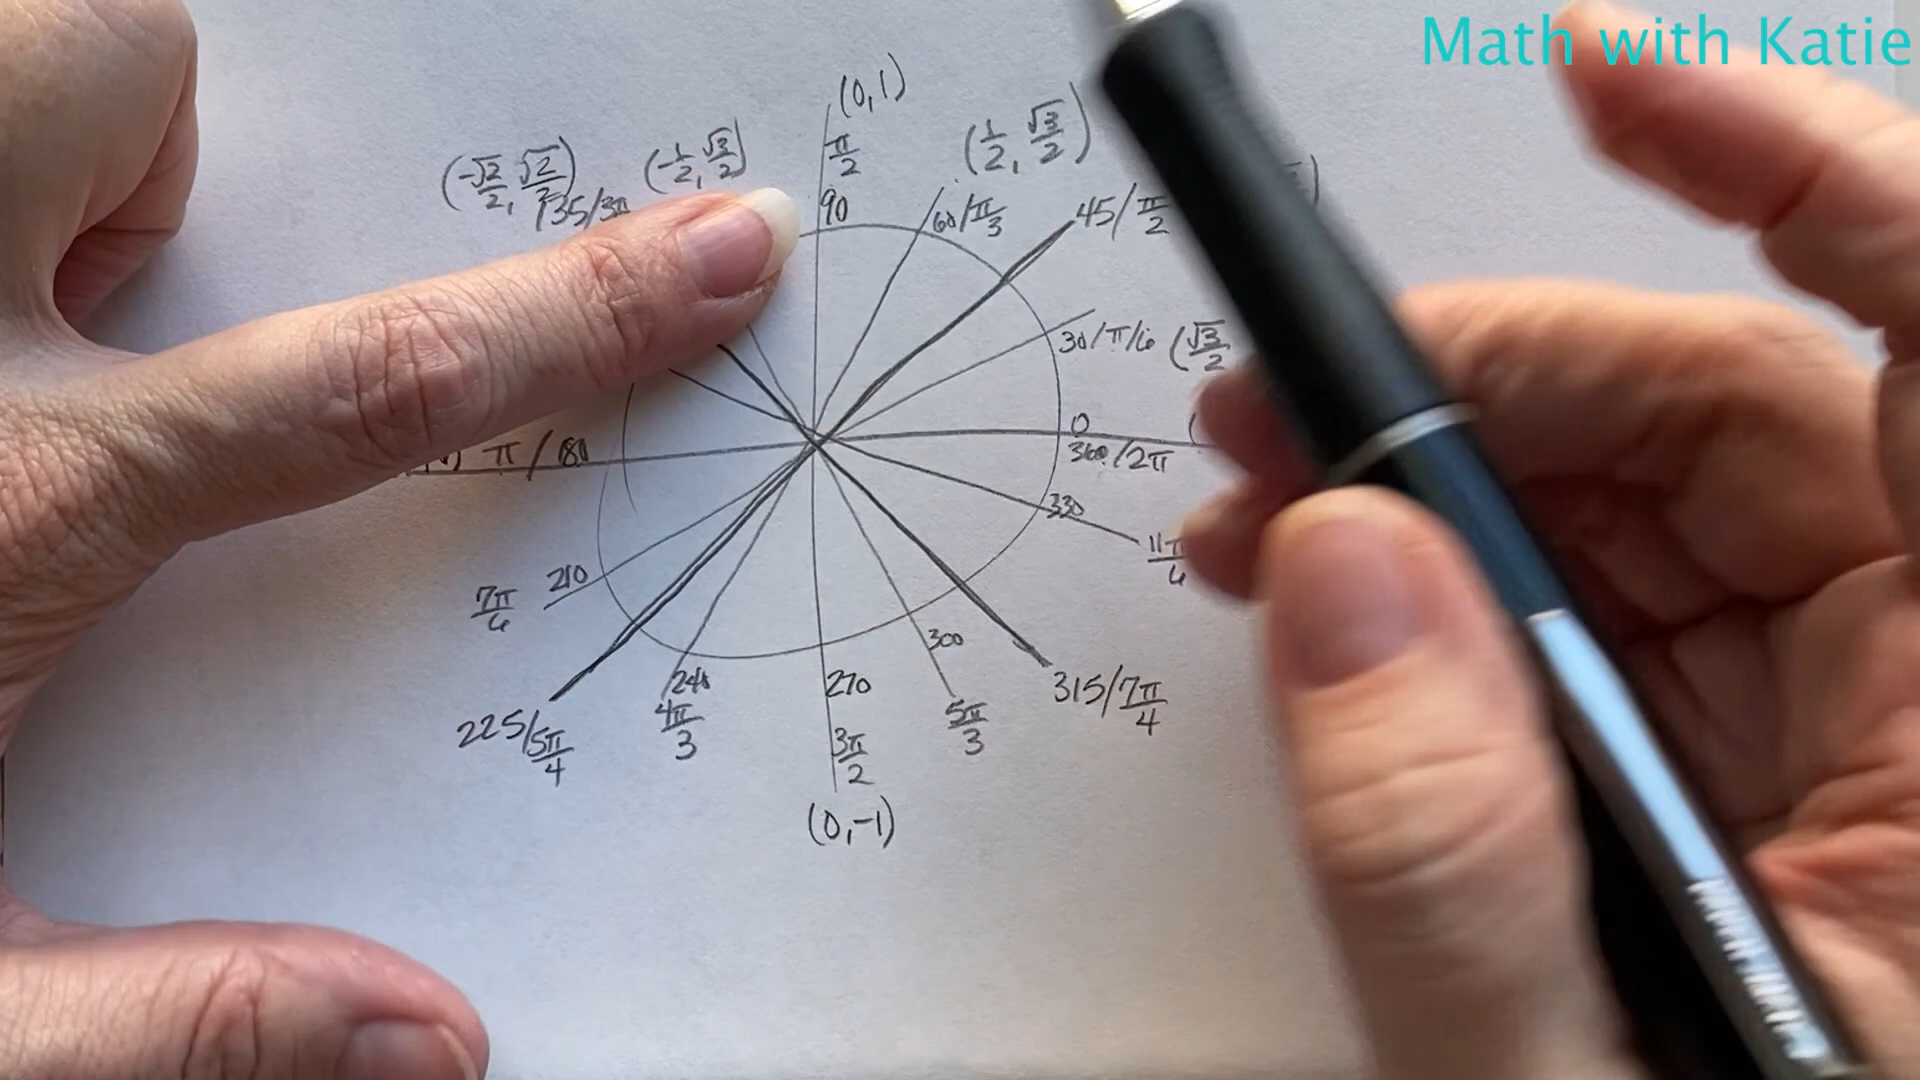 Math with Katie
(0,1)
π/2
90
(1/2, √3/2)
60/π/3
45/π/2
(-1/2, √3/2)
(-√2/2, √2/2)
135/3π
30/π/6 (√3/2
0
360/2π
π/180
330
11π/6
210
7π/6
225/5π/4
240
4π/3
270
3π/2
(0,-1)
300
5π/3
315/7π/4